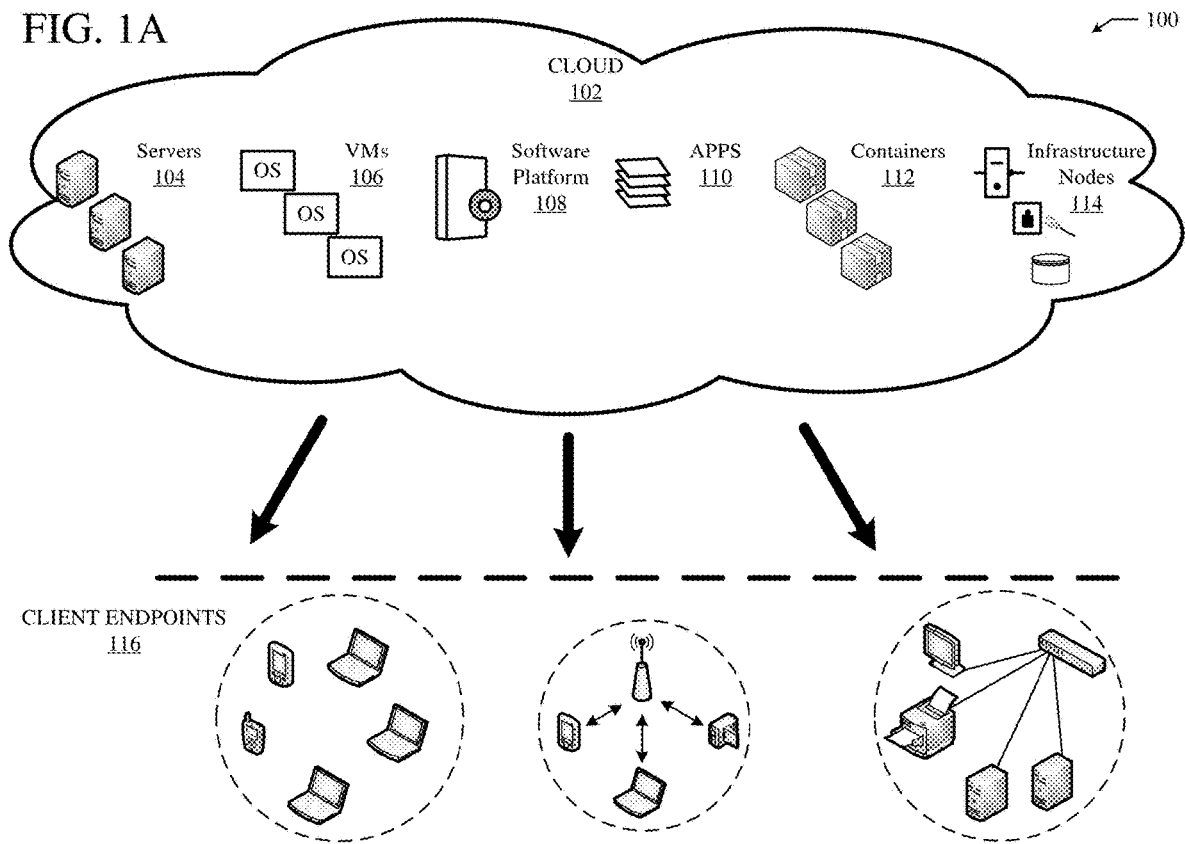 FIG. 1A
100
CLOUD
102
Servers
104
OS
OS
OS
VMs
106
Software
Platform
108
APPS
110
Containers
112
Infrastructure
Nodes
114
CLIENT ENDPOINTS
116